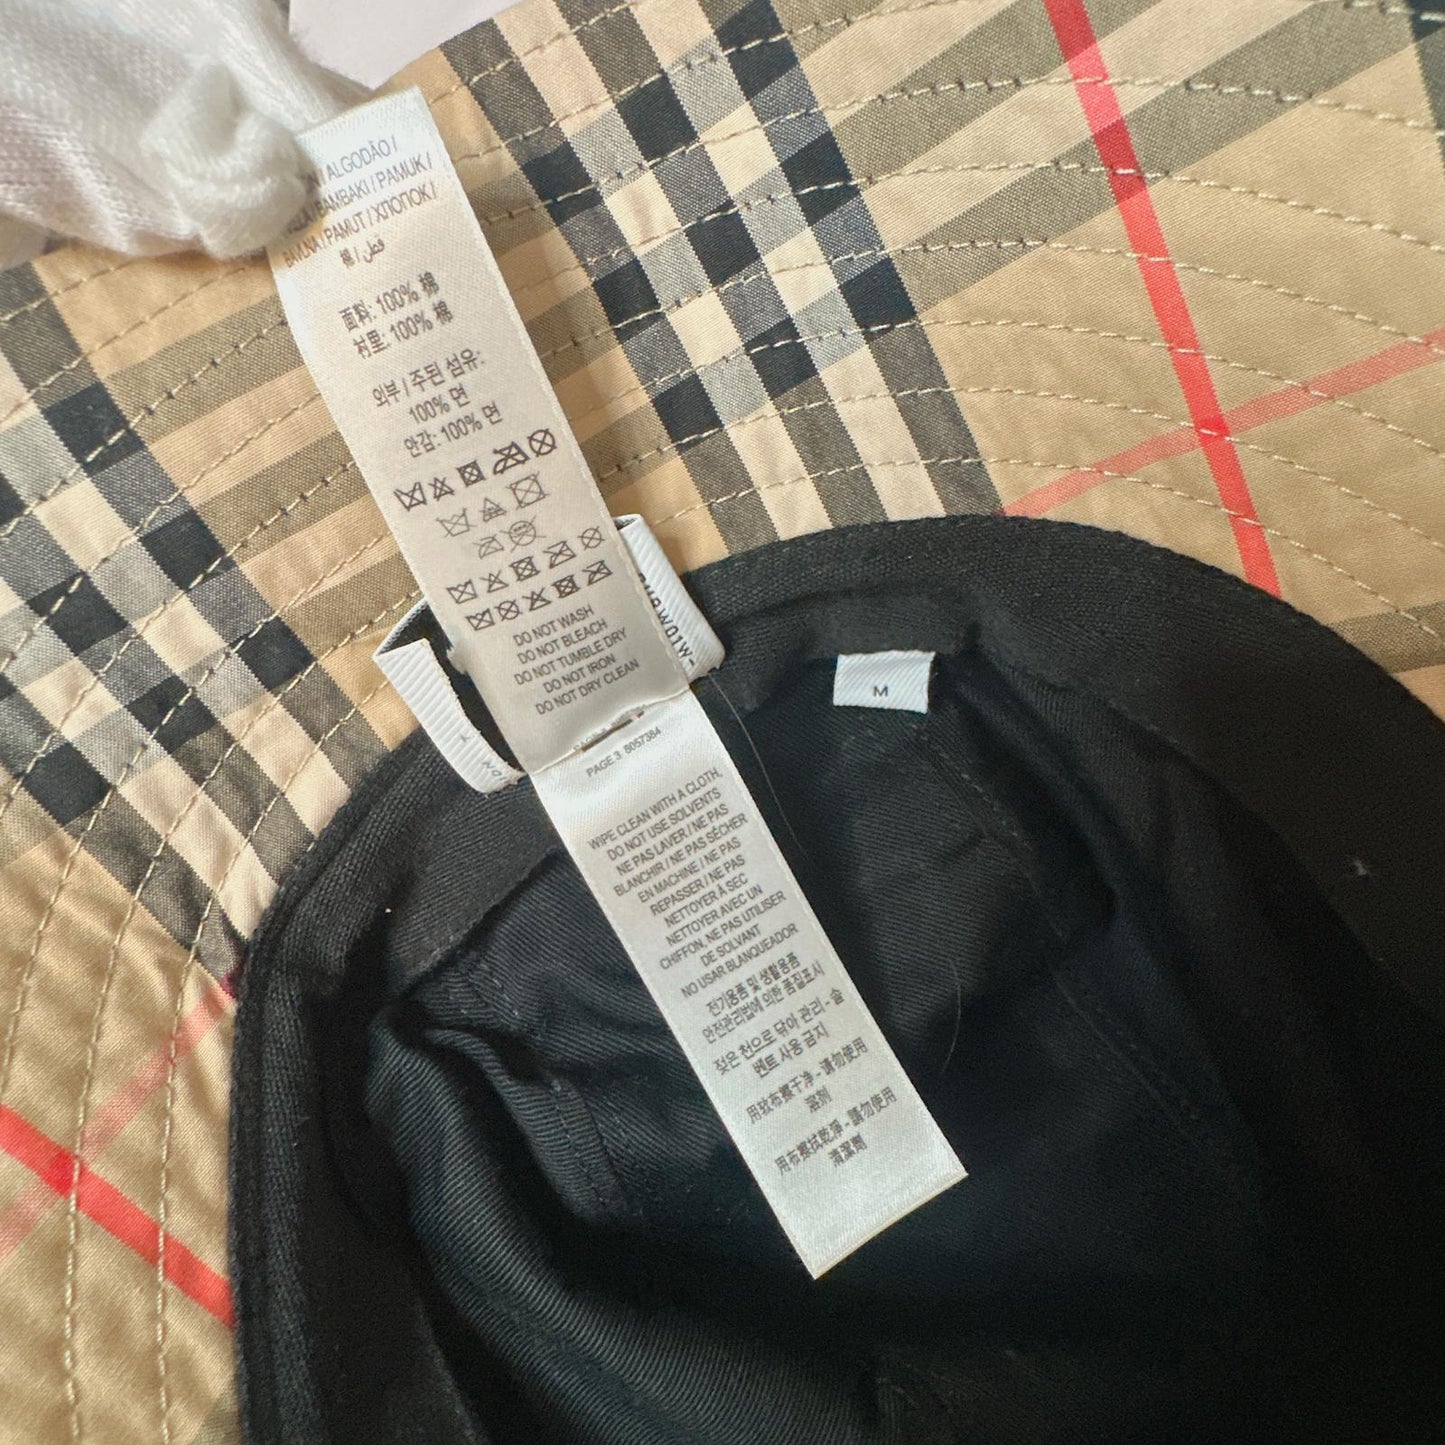 / ALGODÃO /
/ BAMBAKI / PAMUK /
/ PAMUT / ХЛОПОК /
棉 / قطن
面料: 100% 棉
村里: 100% 棉
외부 / 주된 섬유:
100% 면
안감: 100% 면
DO NOT WASH
DO NOT BLEACH
DO NOT TUMBLE DRY
DO NOT IRON
DO NOT DRY CLEAN
PAGE 3 8057384
WIPE CLEAN WITH A CLOTH,
DO NOT USE SOLVENTS
NE PAS LAVER / NE PAS
BLANCHIR / NE PAS SÉCHER
EN MACHINE / NE PAS
REPASSER / NE PAS
NETTOYER À SEC
NETTOYER AVEC UN
CHIFFON, NE PAS UTILISER
DE SOLVANT
NO USAR BLANQUEADOR
전기용품 및 생활용품
안전관리법에 의한 품질표시
젖은 천으로 닦아 관리 - 솔
벤트 사용 금지
用软布擦干净 - 请勿使用
溶剂
用布擦拭乾淨 - 請勿使用
清潔劑
M